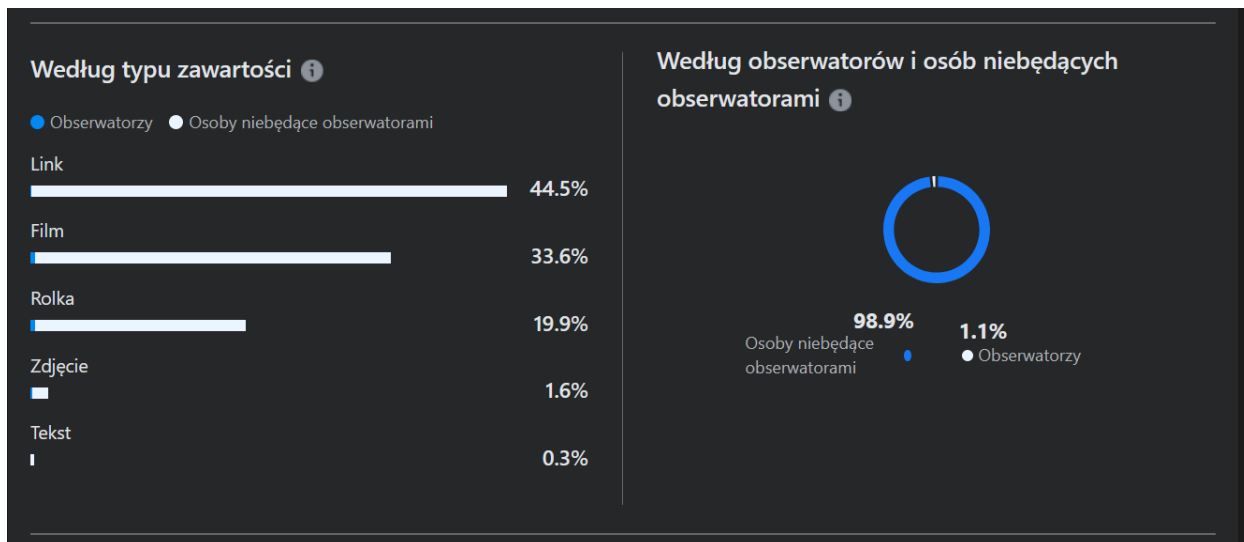 Według typu zawartości
Obserwatorzy Osoby niebędące obserwatorami
Link
44.5%
Film
33.6%
Rolka
19.9%
Zdjęcie
1.6%
Tekst
0.3%
Według obserwatorów i osób niebędących
obserwatorami
98.9%
Osoby niebędące
obserwatorami
1.1%
Obserwatorzy